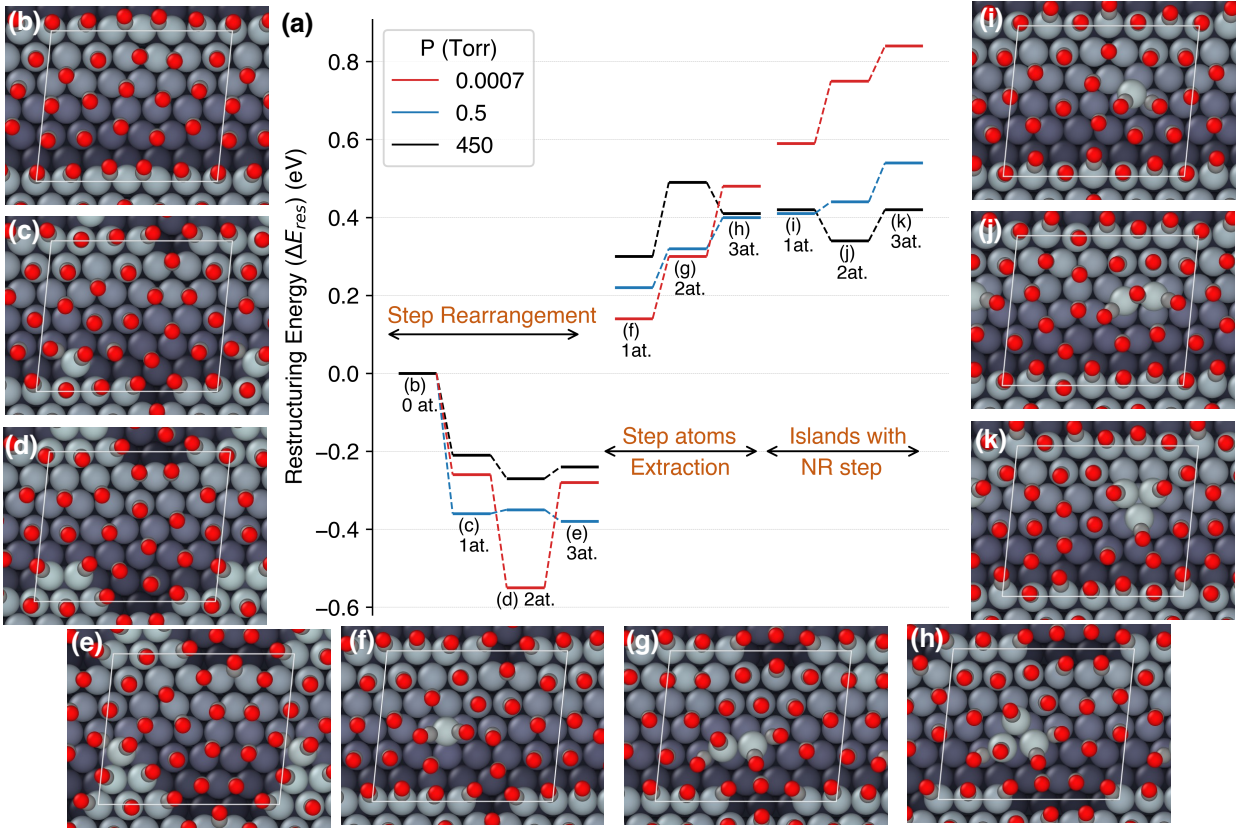 (b)
(c)
(d)
(a)
P (Torr)
0.0007
0.5
450
Restructuring Energy (ΔE_res) (eV)
0.8
0.6
0.4
0.2
0.0
−0.2
−0.4
−0.6
Step Rearrangement
(b)
0 at.
(c)
1at.
(d) 2at.
(e)
3at.
(f)
1at.
(g)
2at.
(h)
3at.
Step atoms
Extraction
(i)
1at.
(j)
2at.
(k)
3at.
Islands with
NR step
(i)
(j)
(k)
(e)
(f)
(g)
(h)